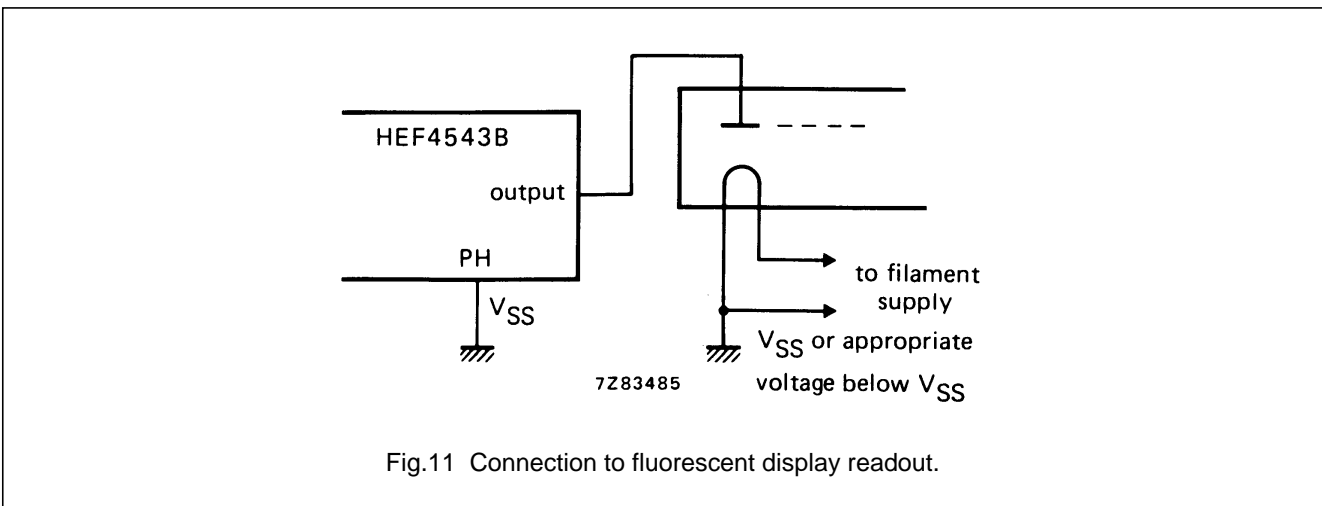 HEF4543B
output
PH
VSS
to filament
supply
VSS or appropriate
voltage below VSS
7Z83485
Fig.11 Connection to fluorescent display readout.